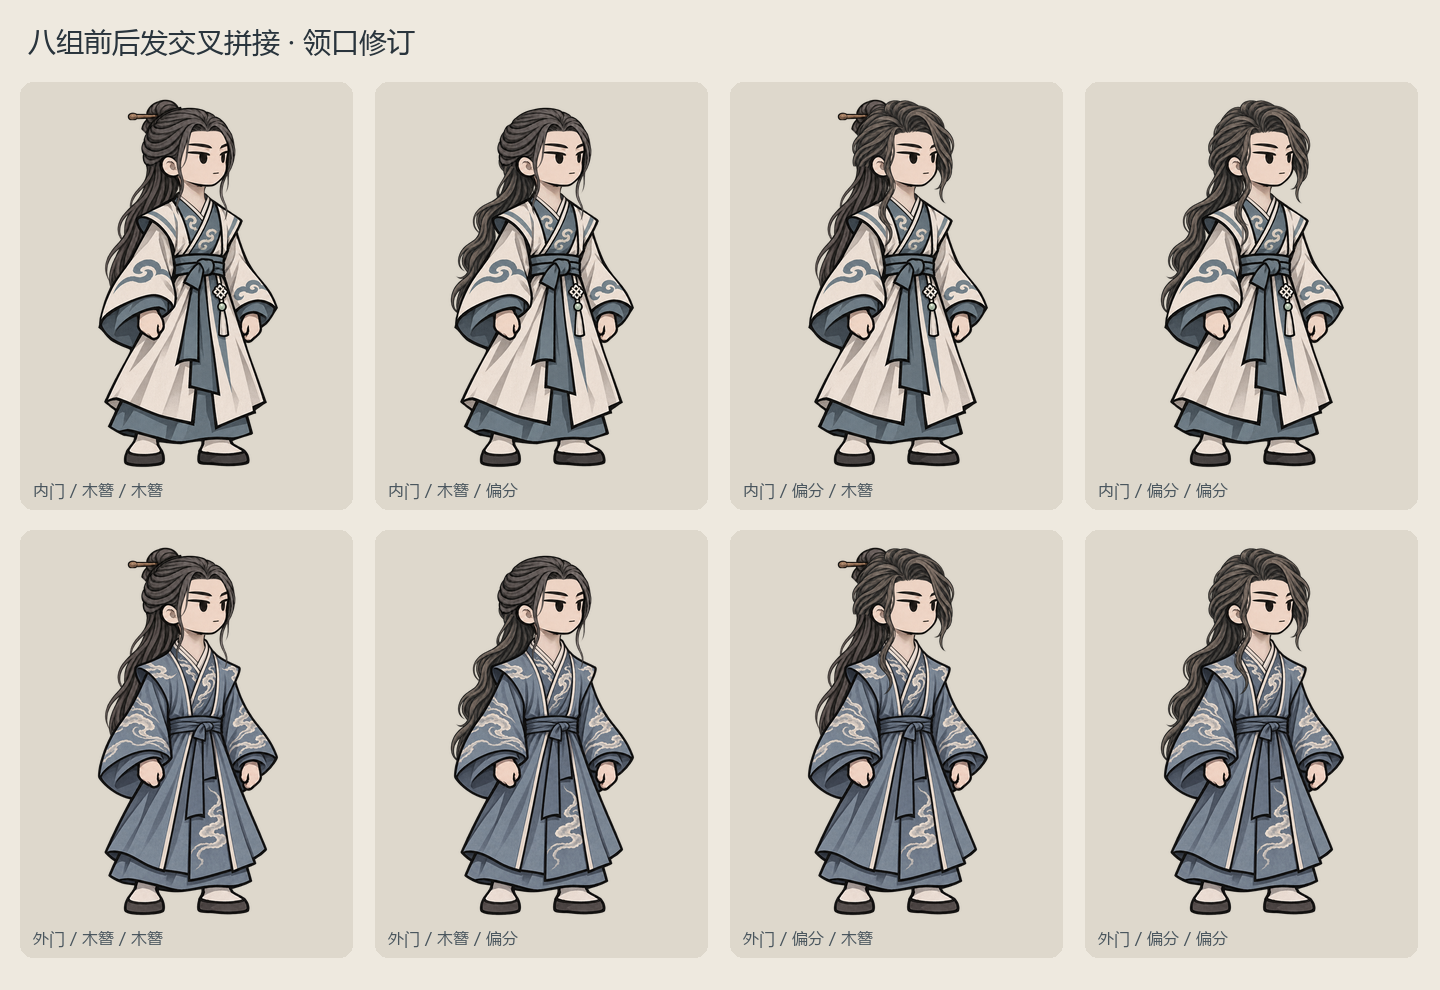 八组前后发交叉拼接 · 领口修订
内门 / 木簪 / 木簪
内门 / 木簪 / 偏分
内门 / 偏分 / 木簪
内门 / 偏分 / 偏分
外门 / 木簪 / 木簪
外门 / 木簪 / 偏分
外门 / 偏分 / 木簪
外门 / 偏分 / 偏分